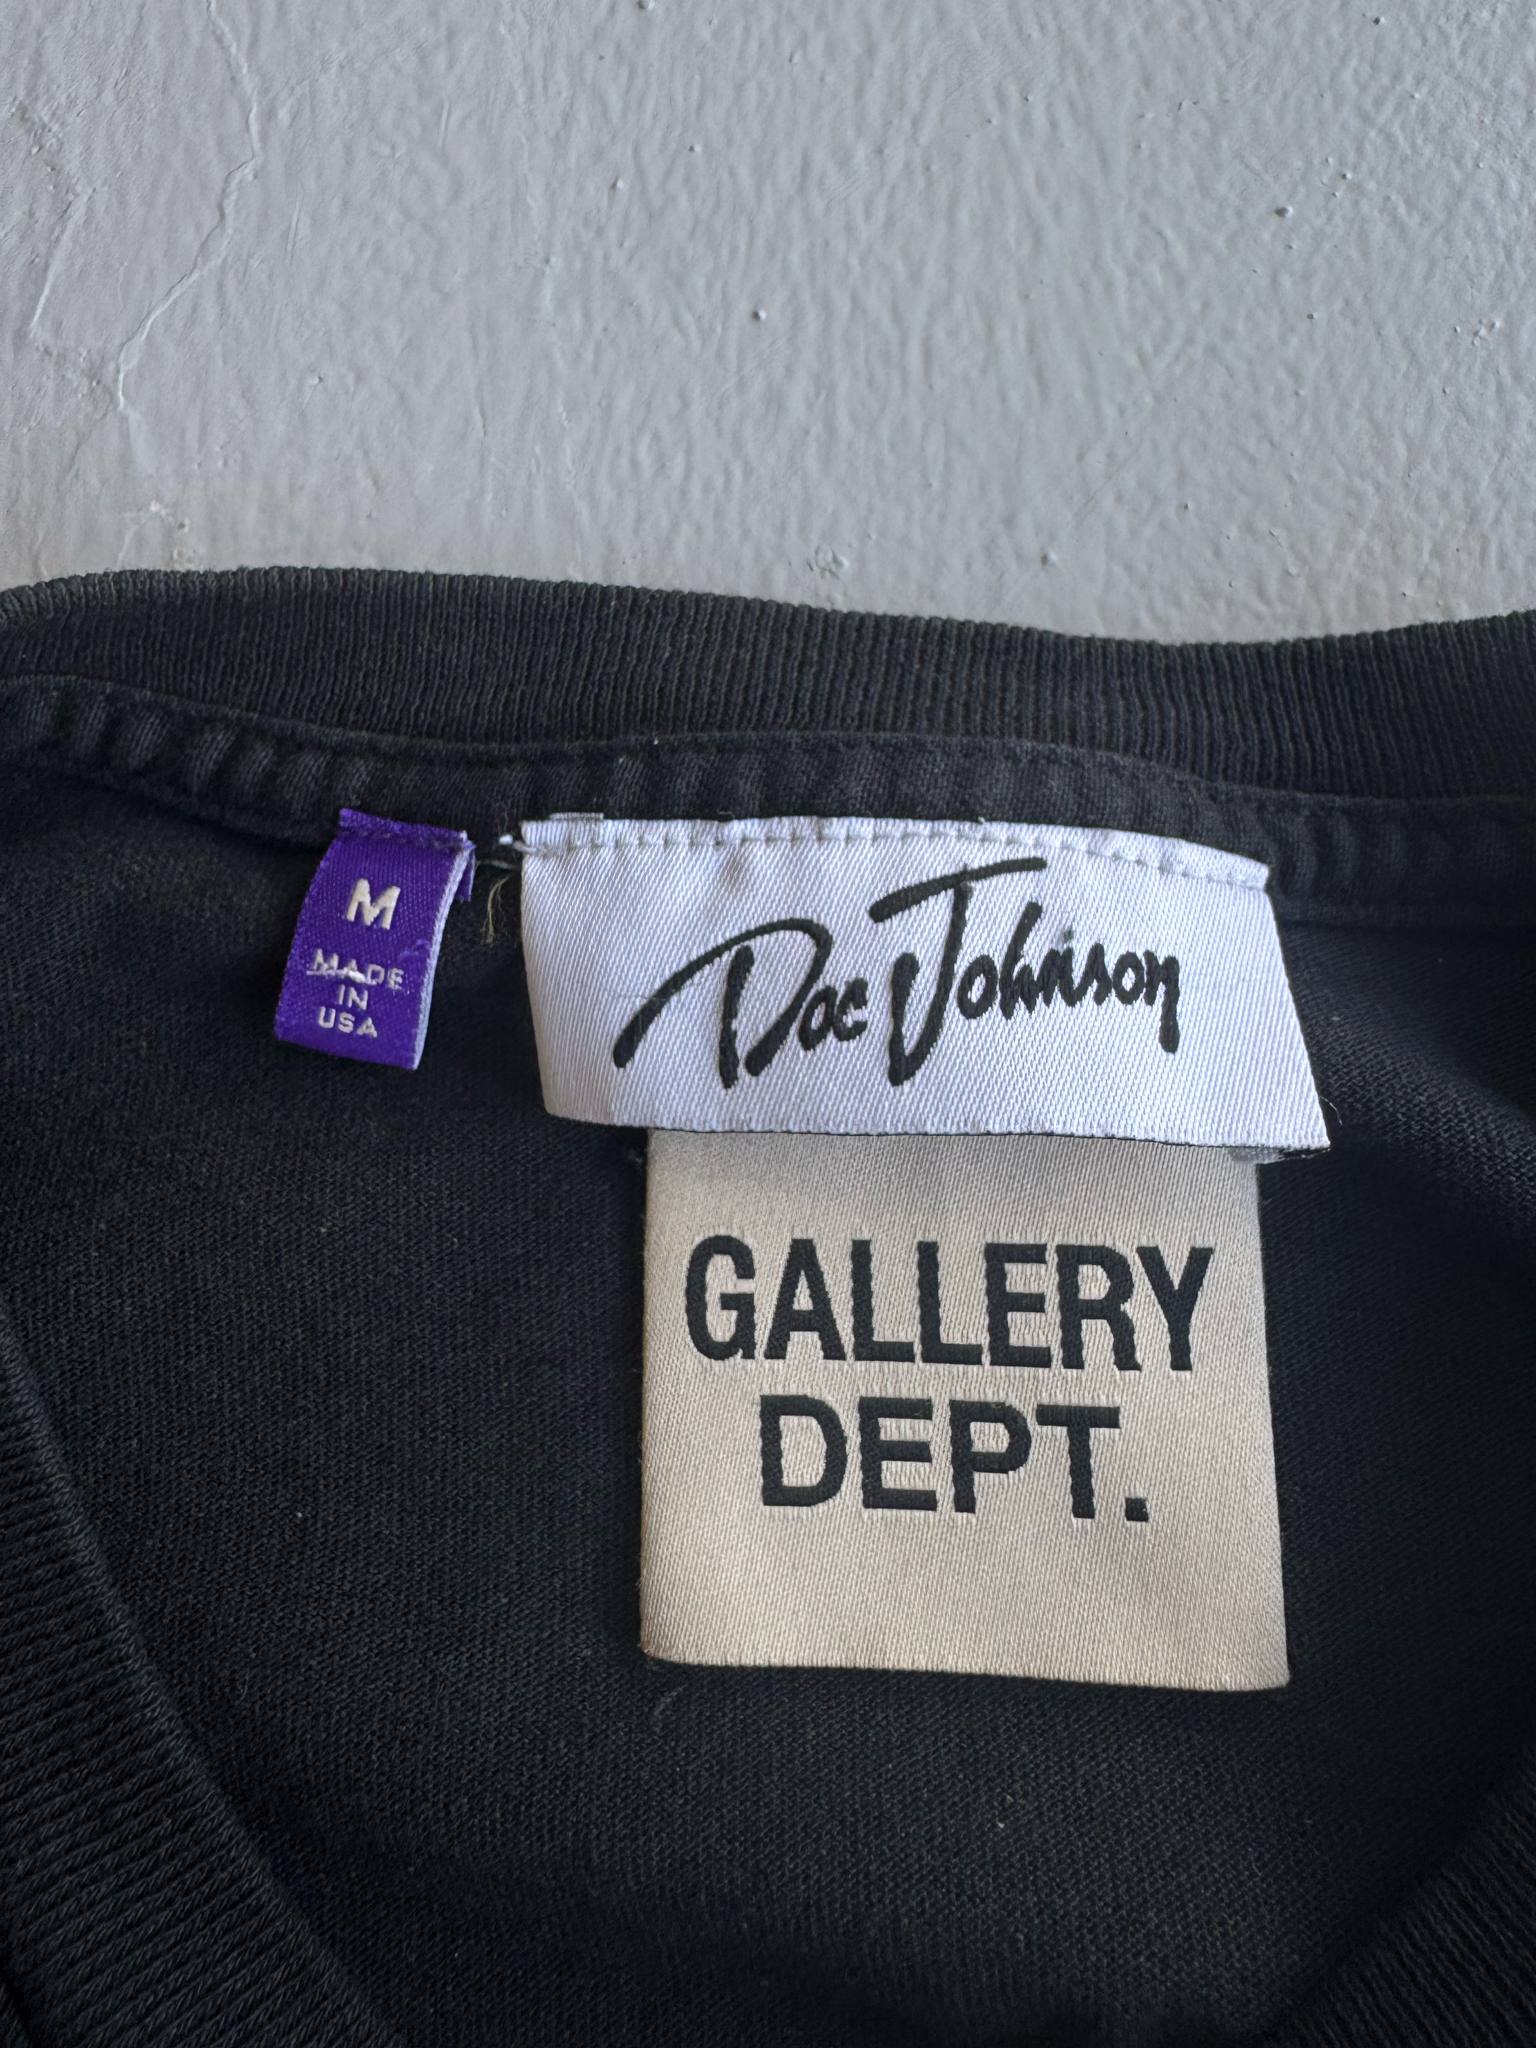 M
MADE
IN
USA
Doc Johnson
GALLERY
DEPT.